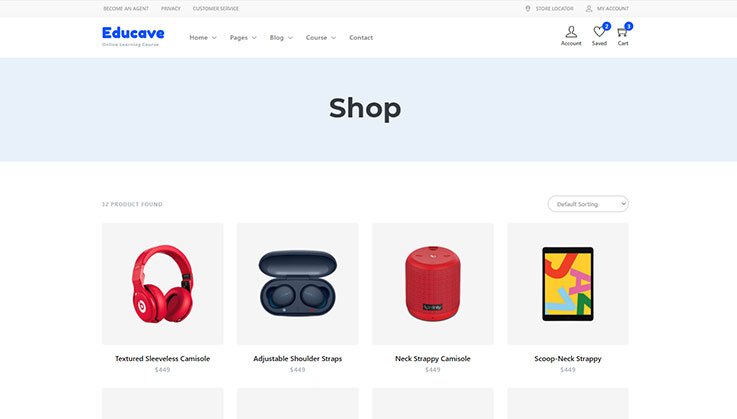 BECOME AN AGENT PRIVACY CUSTOMER SERVICE STORE LOCATOR MY ACCOUNT
Educave
Online Learning Course
Home Pages Blog Course Contact
2 3
Account Saved Cart
Shop
32 PRODUCT FOUND Default Sorting
Textured Sleeveless Camisole Adjustable Shoulder Straps Neck Strappy Camisole Scoop-Neck Strappy
$449 $449 $449 $449